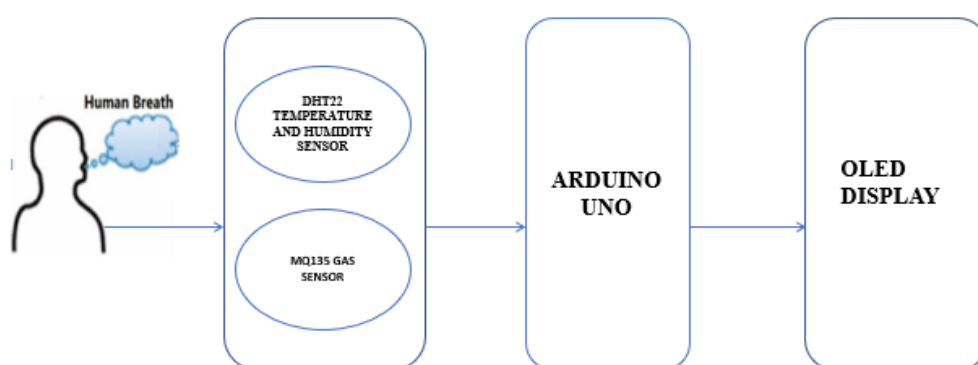 Human Breath
DHT22
TEMPERATURE
AND HUMIDITY
SENSOR
MQ135 GAS
SENSOR
ARDUINO
UNO
OLED
DISPLAY